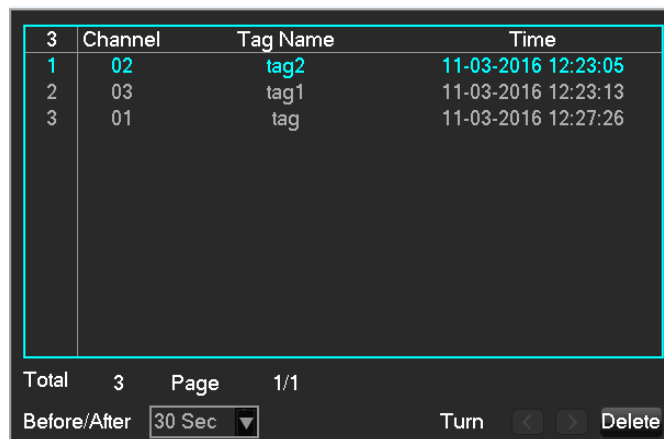 3 Channel Tag Name Time
1 02 tag2 11-03-2016 12:23:05
2 03 tag1 11-03-2016 12:23:13
3 01 tag 11-03-2016 12:27:26
Total 3 Page 1/1
Before/After 30 Sec Turn < > Delete